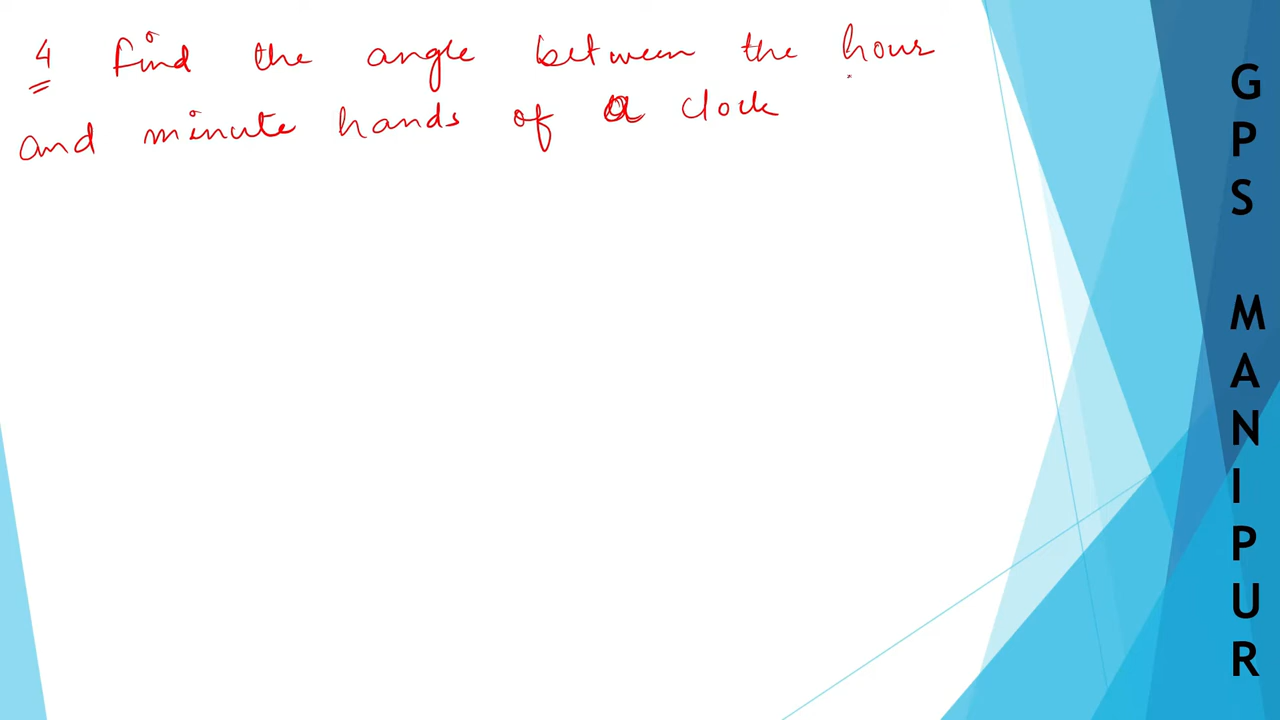 4 Find the angle between the hour
and minute hands of a clock
GPS MANIPUR